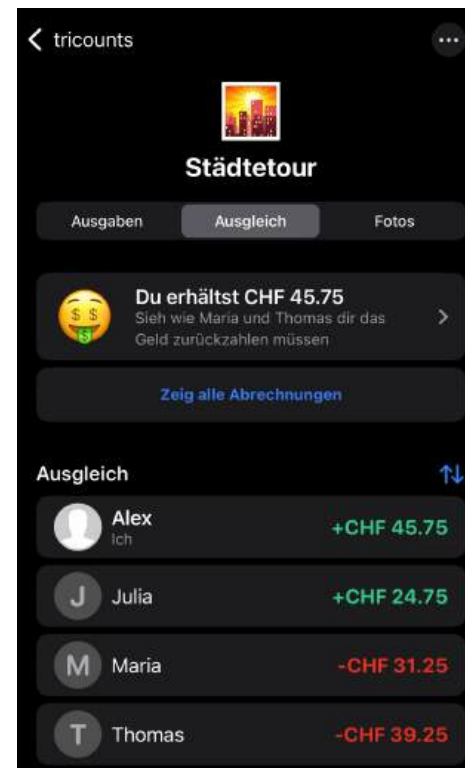 tricounts
Städtetour
Ausgaben Ausgleich Fotos
Du erhältst CHF 45.75
Sieh wie Maria und Thomas dir das
Geld zurückzahlen müssen
Zeig alle Abrechnungen
Ausgleich
Alex
Ich
+CHF 45.75
J Julia +CHF 24.75
M Maria -CHF 31.25
T Thomas -CHF 39.25